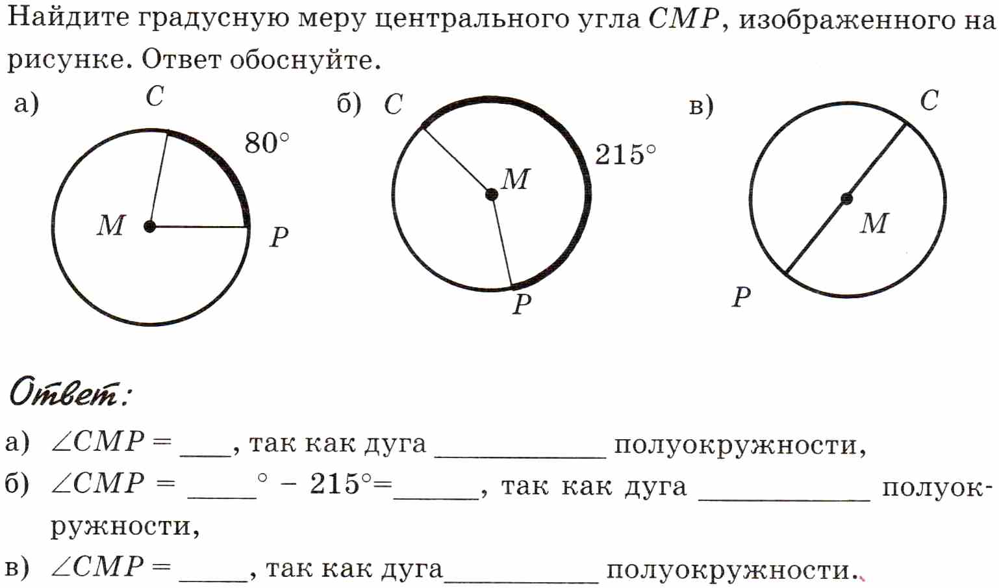 Найдите градусную меру центрального угла CMP, изображенного на
рисунке. Ответ обоснуйте.
а) C 80° M P
б) C 215° M P
в) C M P
Ответ:
а) ∠CMP = ___, так как дуга __________ полуокружности,
б) ∠CMP = ____° – 215°=_____, так как дуга __________ полуок-
ружности,
в) ∠CMP = ____, так как дуга_________ полуокружности.